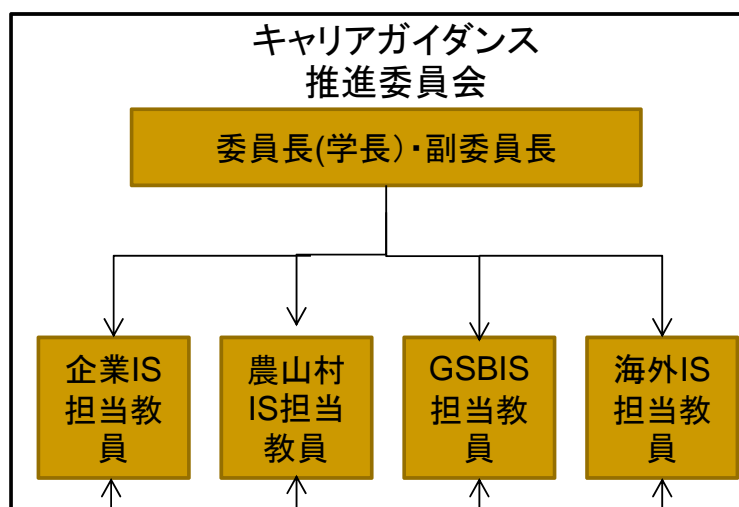 キャリアガイダンス
推進委員会
委員長(学長）・副委員長
企業IS
担当教
員
農山村
IS担当
教員
GSBIS
担当教
員
海外IS
担当教
員